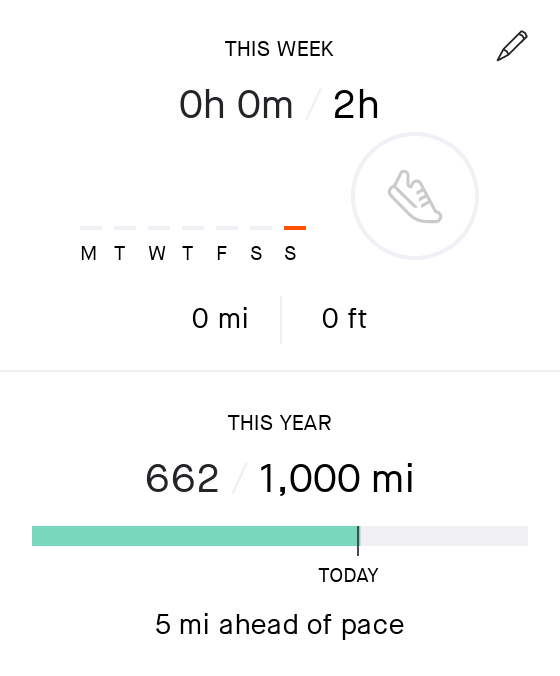 THIS WEEK
0h 0m / 2h
M T W T F S S
0 mi 0 ft
THIS YEAR
662 / 1,000 mi
TODAY
5 mi ahead of pace